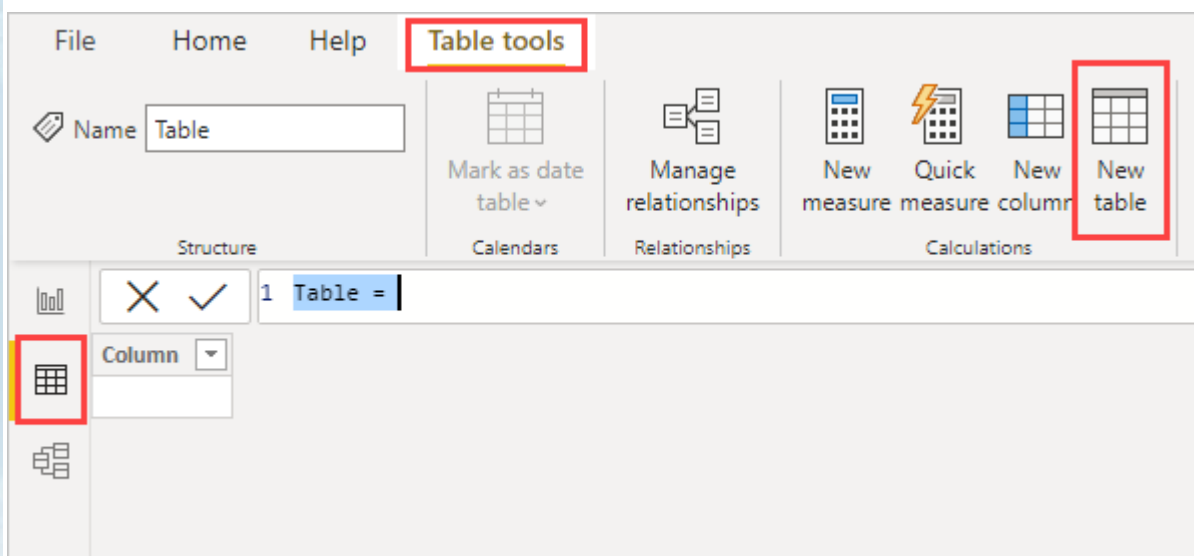 File Home Help Table tools
Name Table
Mark as date
table
Manage
relationships
New
measure
Quick
measure
New
column
New
table
Structure Calendars Relationships Calculations
1 Table =
Column